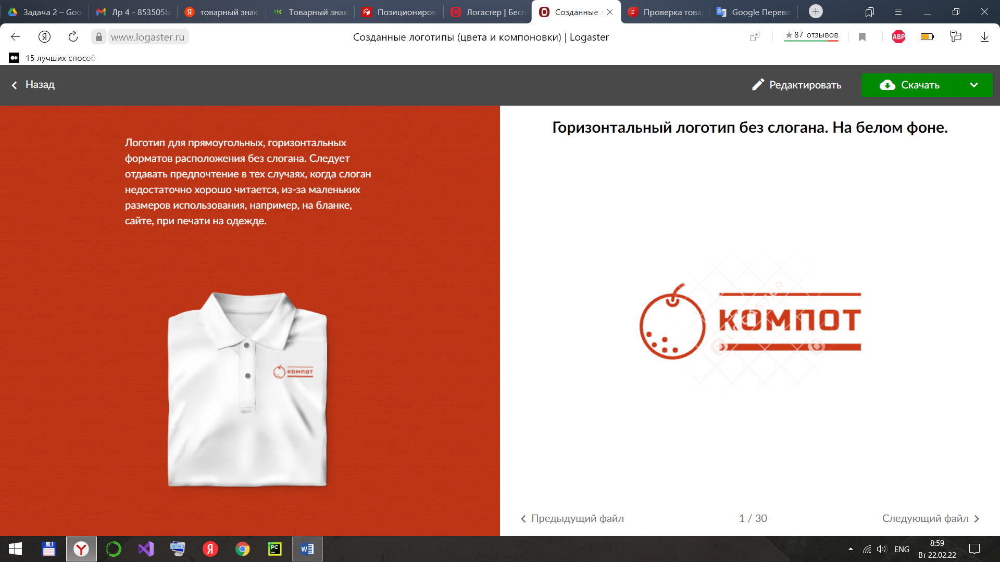 Задача 2 – Goo
Лр 4 - 853505b
товарный знак
Товарный знак
Позициониров
Логастер | Бесп
Созданные л
Проверка това
Google Перево
www.logaster.ru
Созданные логотипы (цвета и компоновки) | Logaster
87 отзывов
ABP
15 лучших способ
Назад
Редактировать
Скачать
Логотип для прямоугольных, горизонтальных
форматов расположения без слогана. Следует
отдавать предпочтение в тех случаях, когда слоган
недостаточно хорошо читается, из-за маленьких
размеров использования, например, на бланке,
сайте, при печати на одежде.
КОМПОТ
Горизонтальный логотип без слогана. На белом фоне.
КОМПОТ
LOGASTER
Предыдущий файл
1 / 30
Следующий файл
ENG
8:59
Вт 22.02.22